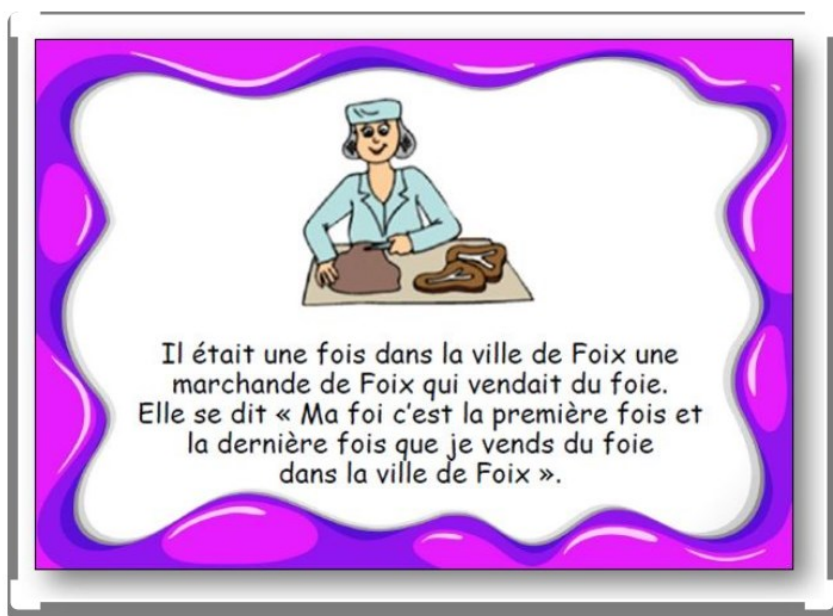 Il était une fois dans la ville de Foix une
marchande de Foix qui vendait du foie.
Elle se dit « Ma foi c'est la première fois et
la dernière fois que je vends du foie
dans la ville de Foix ».